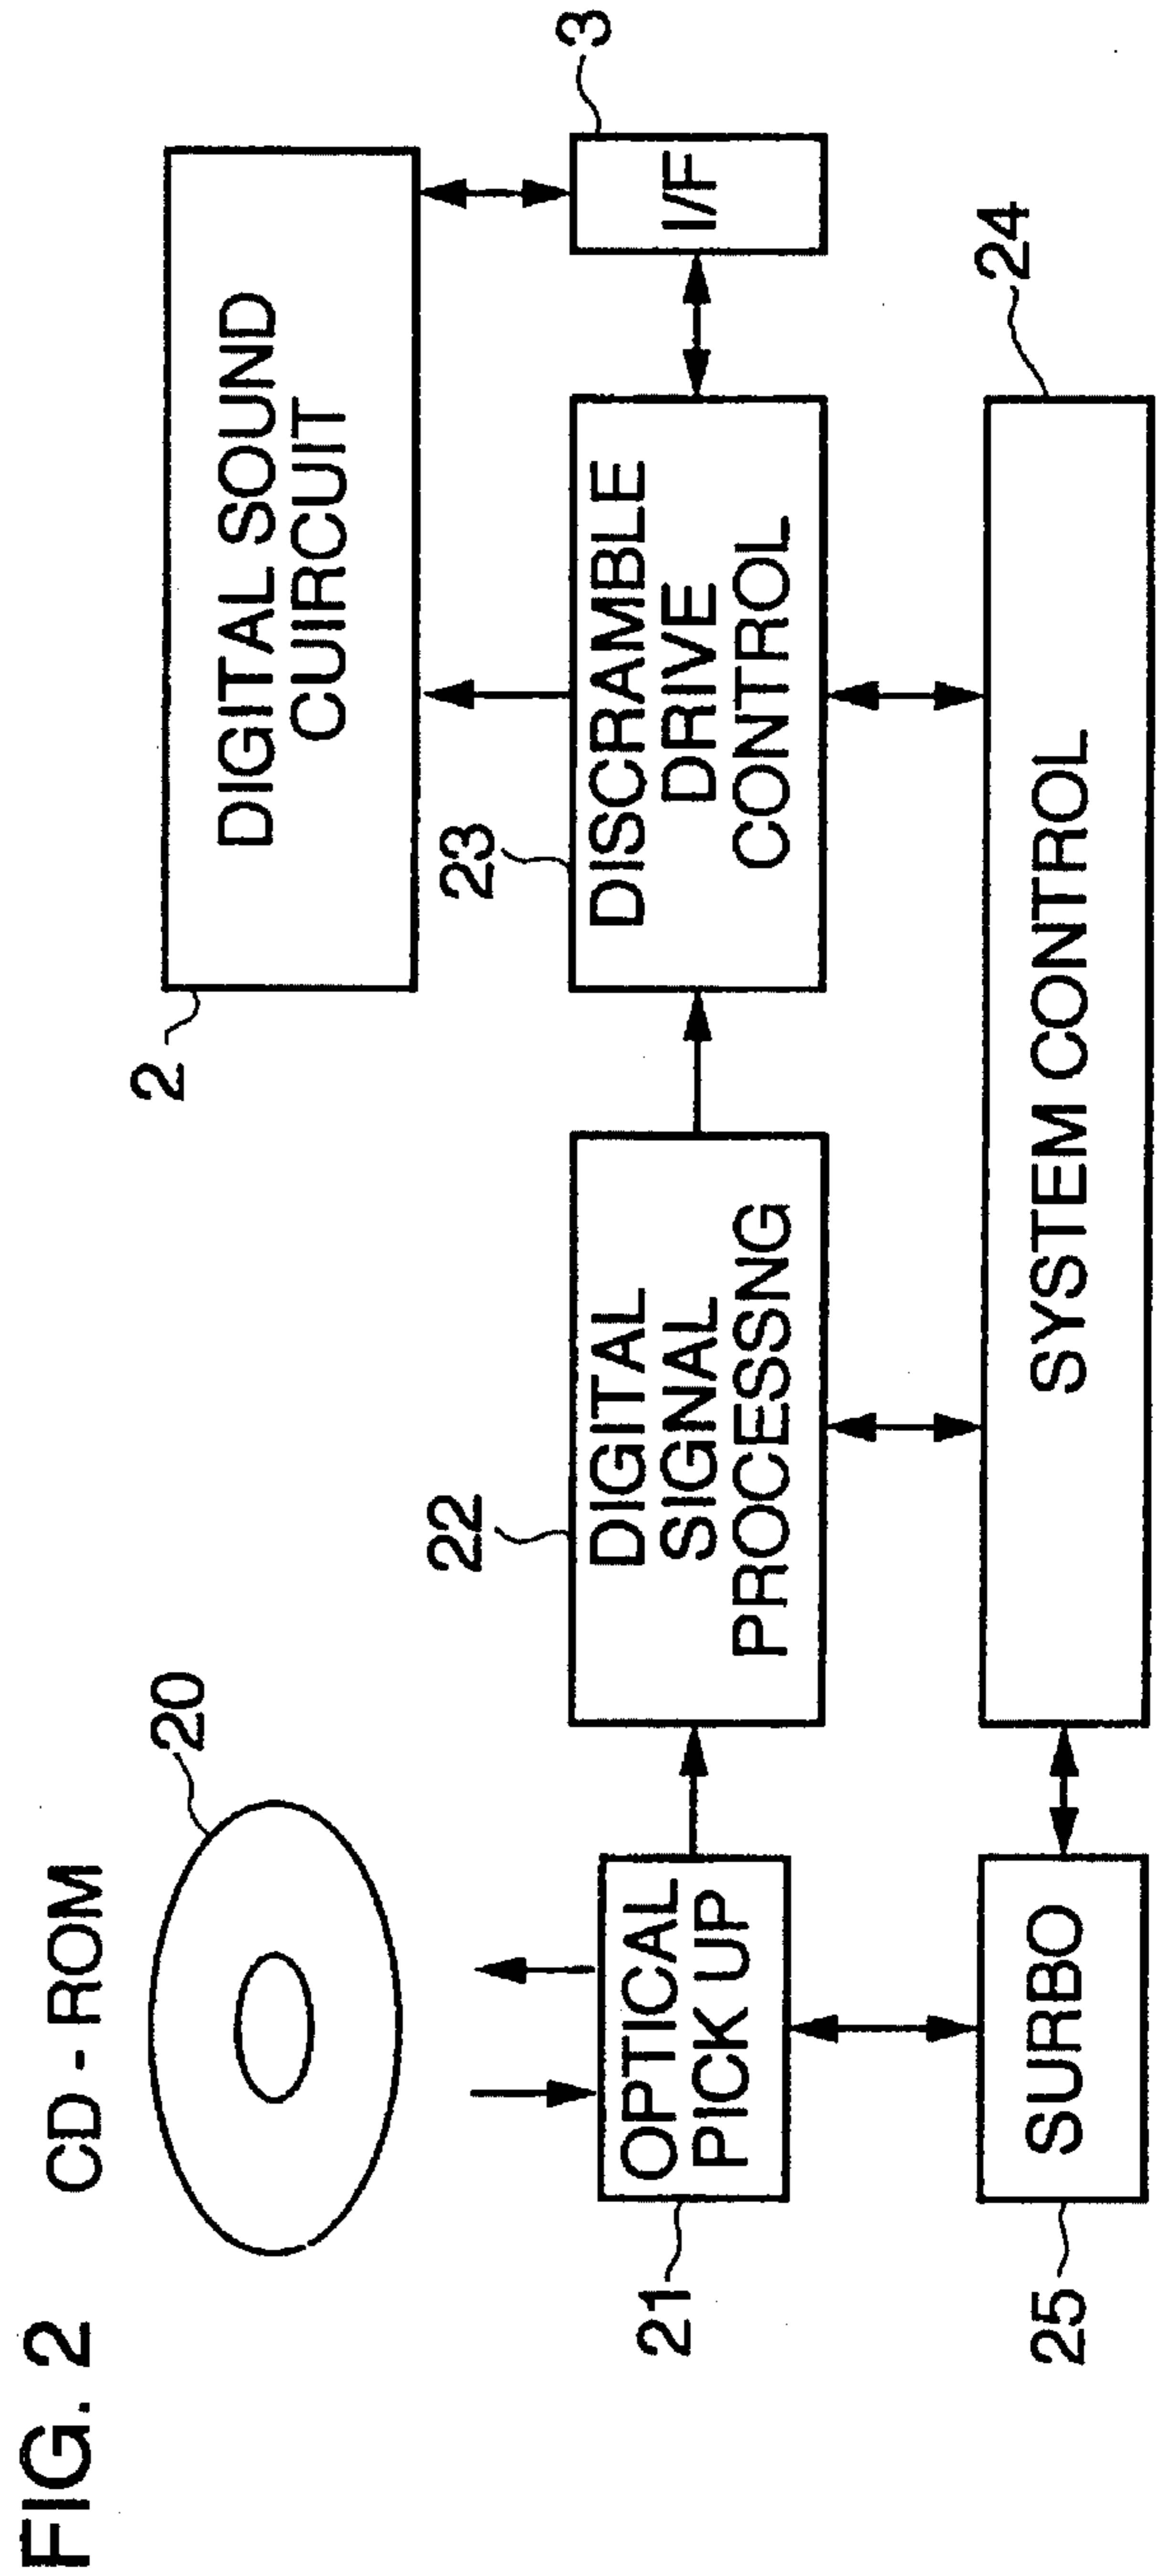 FIG. 2
CD - ROM
20
2
DIGITAL SOUND
CUIRCUIT
22
23
3
21
OPTICAL
PICK UP
DIGITAL
SIGNAL
PROCESSNG
DISCRAMBLE
DRIVE
CONTROL
I/F
24
25
SURBO
SYSTEM CONTROL